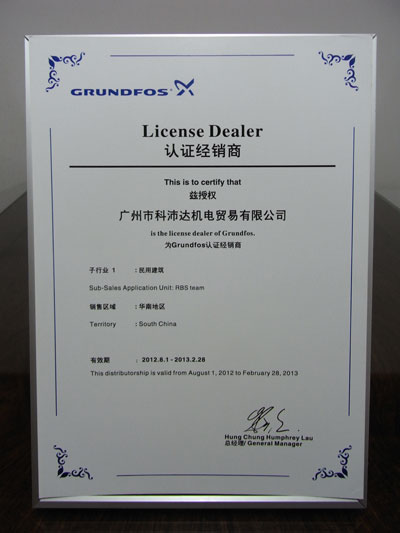 GRUNDFOS
License Dealer
认证经销商
This is to certify that
兹授权
广州市科沛达机电贸易有限公司
is the license dealer of Grundfos.
为Grundfos认证经销商
子行业 1 : 民用建筑
Sub-Sales Application Unit: RBS team
销售区域 : 华南地区
Territory : South China
有效期 : 2012.8.1 - 2013.2.28
This distributorship is valid from August 1, 2012 to February 28, 2013
Hung Chung Humphrey Lau
总经理/ General Manager